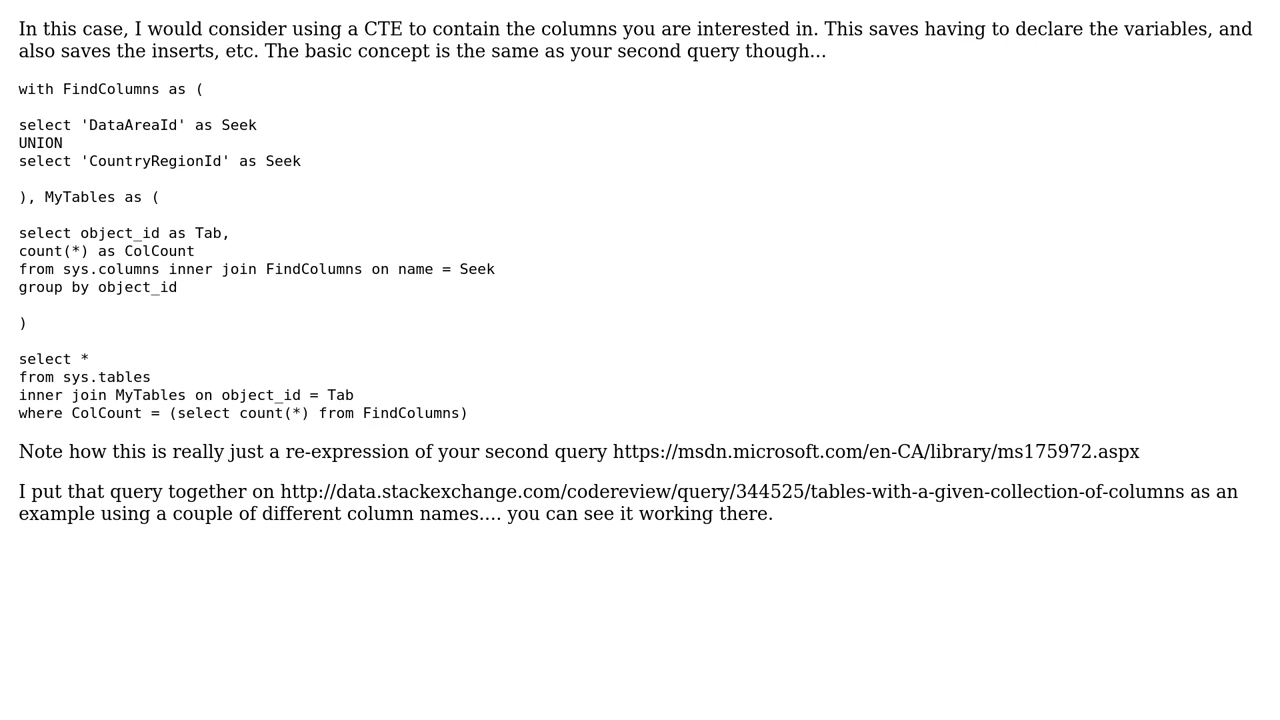 In this case, I would consider using a CTE to contain the columns you are interested in. This saves having to declare the variables, and
also saves the inserts, etc. The basic concept is the same as your second query though...
with FindColumns as (
select 'DataAreaId' as Seek
UNION
select 'CountryRegionId' as Seek
), MyTables as (
select object_id as Tab,
count(*) as ColCount
from sys.columns inner join FindColumns on name = Seek
group by object_id
)
select *
from sys.tables
inner join MyTables on object_id = Tab
where ColCount = (select count(*) from FindColumns)
Note how this is really just a re-expression of your second query https://msdn.microsoft.com/en-CA/library/ms175972.aspx
I put that query together on http://data.stackexchange.com/codereview/query/344525/tables-with-a-given-collection-of-columns as an
example using a couple of different column names.... you can see it working there.